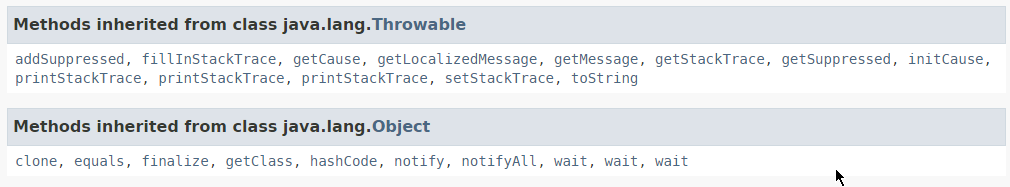 Methods inherited from class java.lang.Throwable
addSuppressed, fillInStackTrace, getCause, getLocalizedMessage, getMessage, getStackTrace, getSuppressed, initCause,
printStackTrace, printStackTrace, printStackTrace, setStackTrace, toString
Methods inherited from class java.lang.Object
clone, equals, finalize, getClass, hashCode, notify, notifyAll, wait, wait, wait